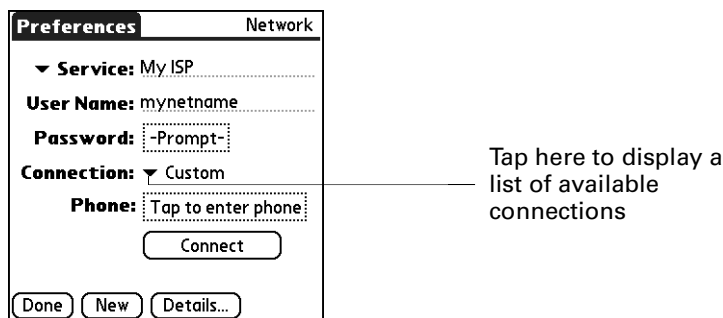 Preferences Network
Service: My ISP
User Name: mynetname
Password: -Prompt-
Connection: Custom
Phone: Tap to enter phone
Connect
Done New Details...
Tap here to display a
list of available
connections